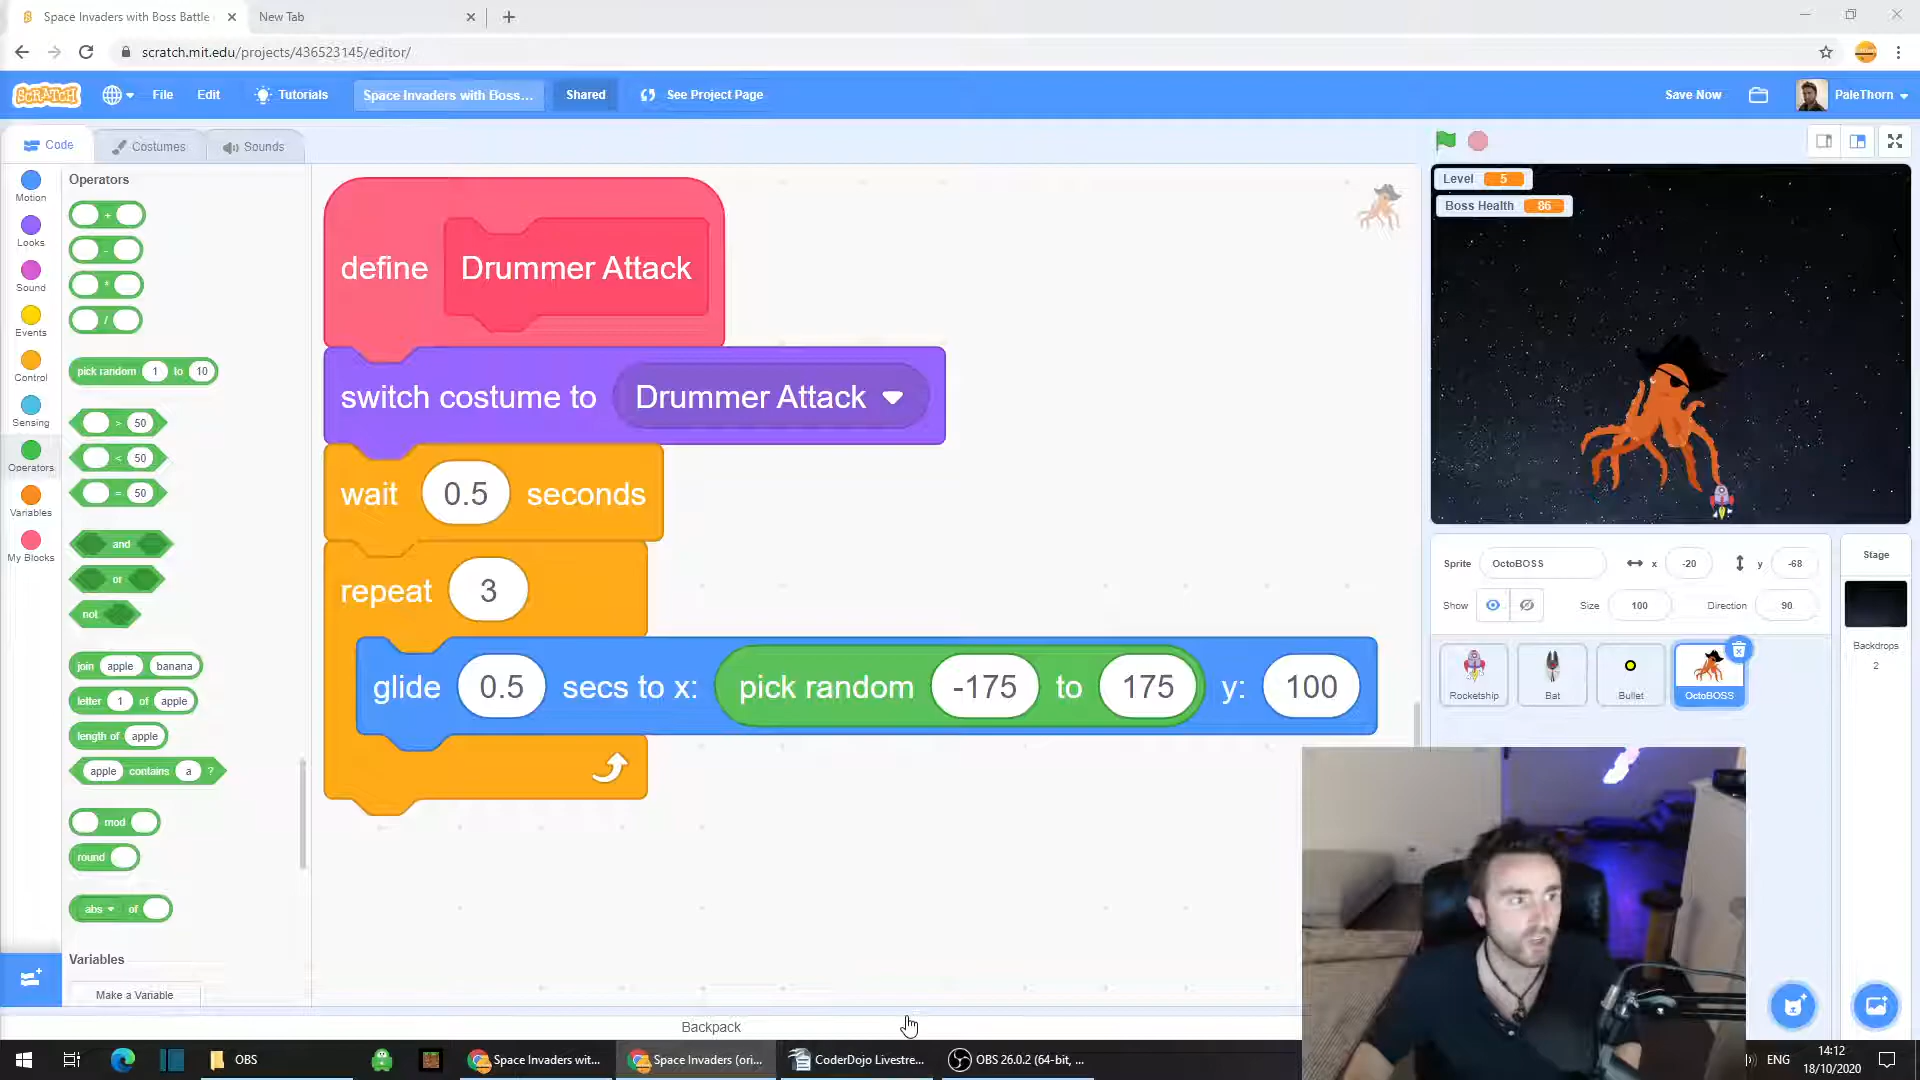 Space Invaders with Boss Battle
New Tab
scratch.mit.edu/projects/436523145/editor/
SCRATCH
File
Edit
Tutorials
Space Invaders with Boss...
Shared
See Project Page
Save Now
PaleThorn
Code
Costumes
Sounds
Motion
Looks
Sound
Events
Control
Sensing
Operators
Variables
My Blocks
Operators
+
-
*
/
pick random 1 to 10
> 50
< 50
= 50
and
or
not
join apple banana
letter 1 of apple
length of apple
apple contains a ?
mod
round
abs of
Variables
Make a Variable
define Drummer Attack
switch costume to Drummer Attack
wait 0.5 seconds
repeat 3
glide 0.5 secs to x: pick random -175 to 175 y: 100
Backpack
Level 5
Boss Health 86
Sprite OctoBOSS x -20 y -68
Show Size 100 Direction 90
Rocketship
Bat
Bullet
OctoBOSS
Stage
Backdrops
2
OBS
Space Invaders wit...
Space Invaders (ori...
CoderDojo Livestre...
OBS 26.0.2 (64-bit, ...
ENG
14:12
18/10/2020